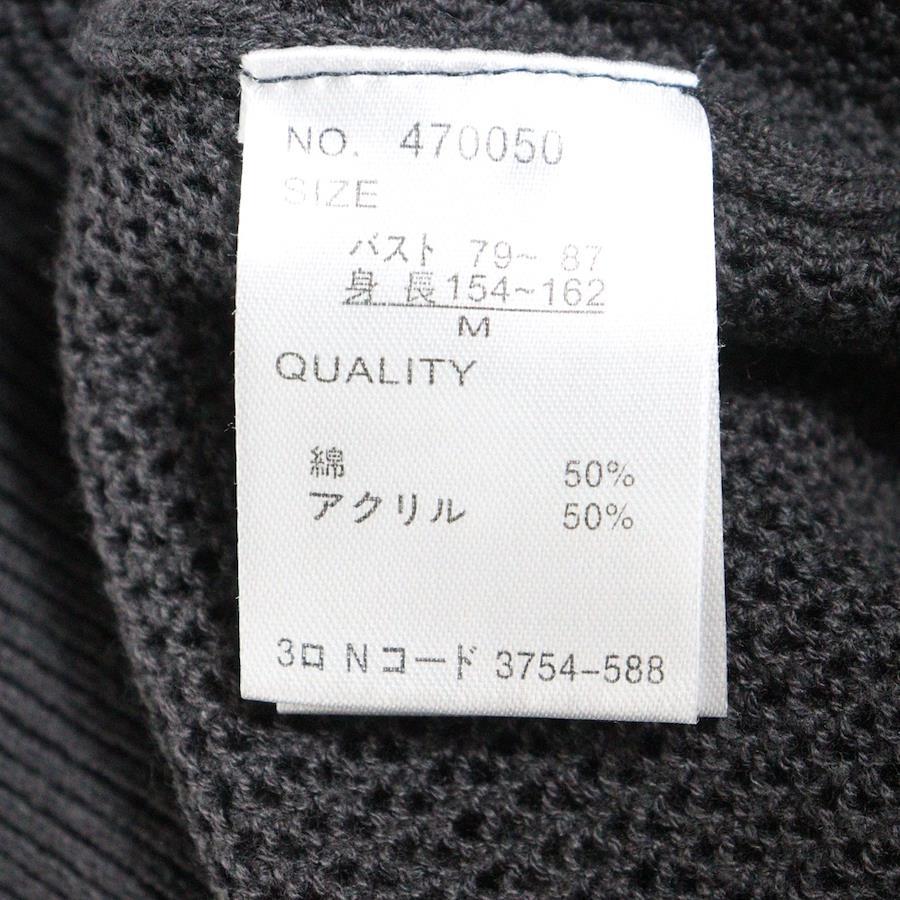 NO. 470050
SIZE
バスト 79~ 87
身 長154~162
M
QUALITY
綿 50%
アクリル 50%
3ロ Nコード 3754-588